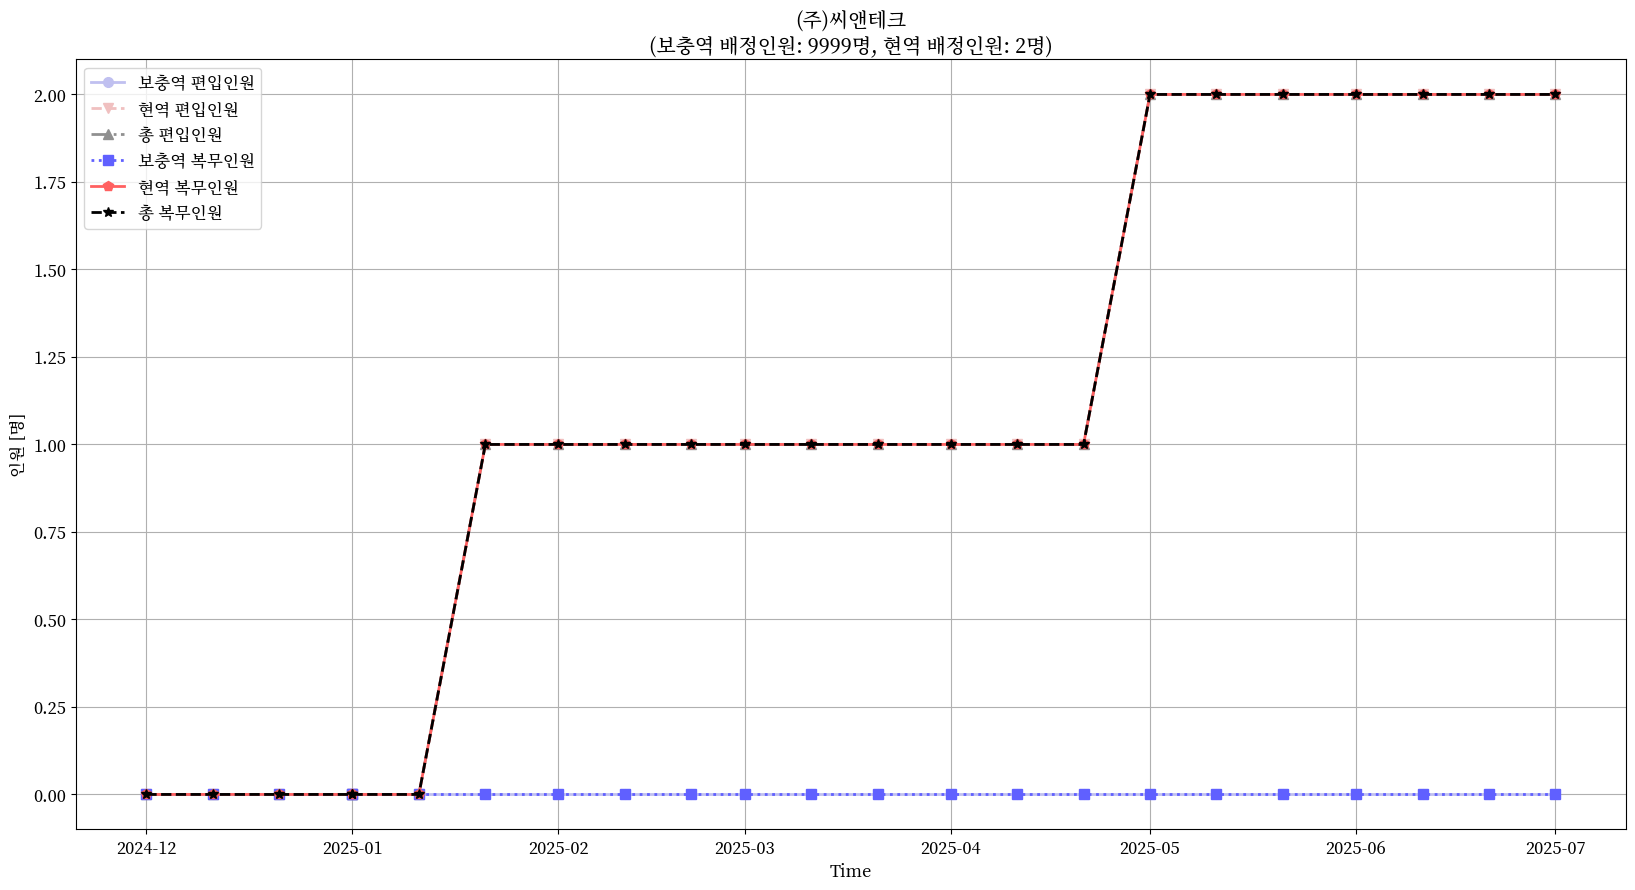 (주)씨앤테크
(보충역 배정인원: 9999명, 현역 배정인원: 2명)
보충역 편입인원
현역 편입인원
총 편입인원
보충역 복무인원
현역 복무인원
총 복무인원
2.00
1.75
1.50
1.25
1.00
0.75
0.50
0.25
0.00
인원 [명]
2024-12 2025-01 2025-02 2025-03 2025-04 2025-05 2025-06 2025-07
Time